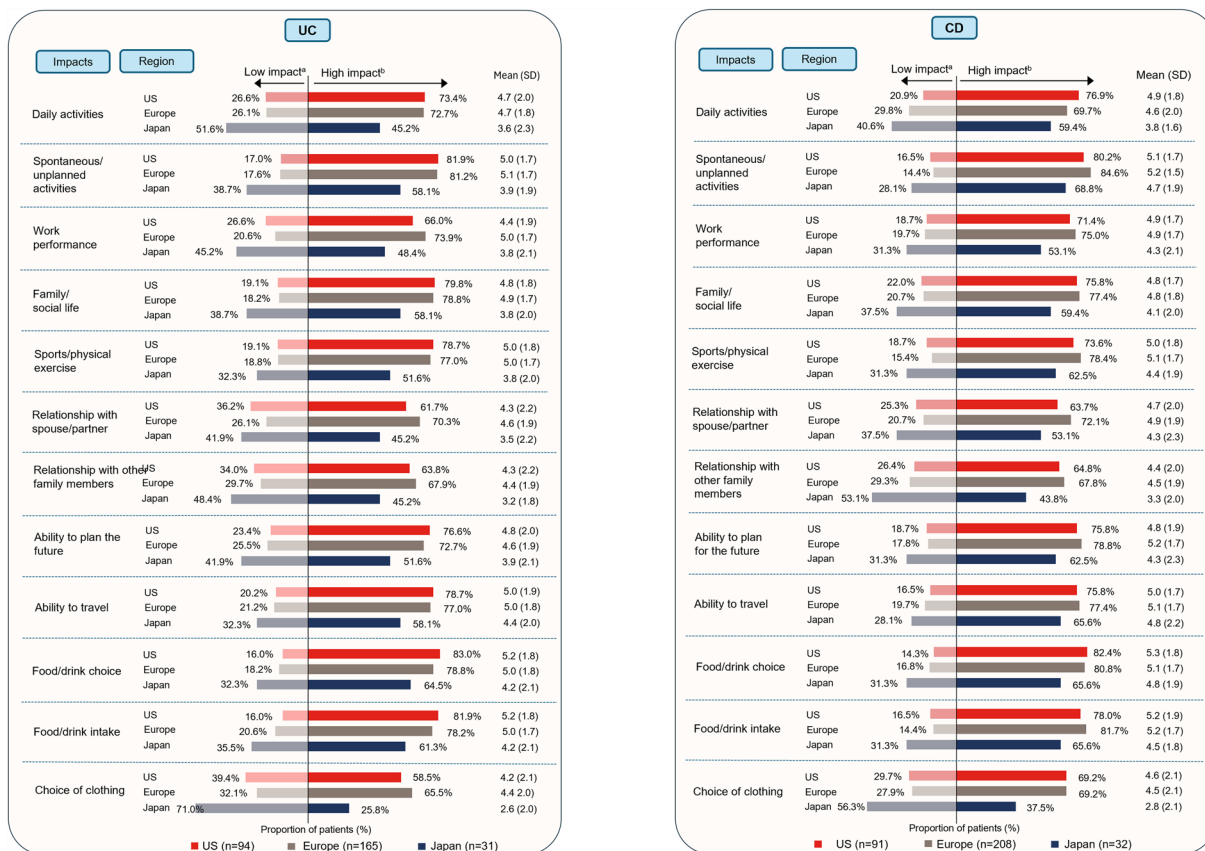 UC
Impacts
Region
Low impactᵃ
High impactᵇ
Mean (SD)
Daily activities
US 26.6% 73.4% 4.7 (2.0)
Europe 26.1% 72.7% 4.7 (1.8)
Japan 51.6% 45.2% 3.6 (2.3)
Spontaneous/
unplanned
activities
US 17.0% 81.9% 5.0 (1.7)
Europe 17.6% 81.2% 5.1 (1.7)
Japan 38.7% 58.1% 3.9 (1.9)
Work
performance
US 26.6% 66.0% 4.4 (1.9)
Europe 20.6% 73.9% 5.0 (1.7)
Japan 45.2% 48.4% 3.8 (2.1)
Family/
social life
US 19.1% 79.8% 4.8 (1.8)
Europe 18.2% 78.8% 4.9 (1.7)
Japan 38.7% 58.1% 3.8 (2.0)
Sports/physical
exercise
US 19.1% 78.7% 5.0 (1.8)
Europe 18.8% 77.0% 5.0 (1.7)
Japan 32.3% 51.6% 3.8 (2.0)
Relationship with
spouse/partner
US 36.2% 61.7% 4.3 (2.2)
Europe 26.1% 70.3% 4.6 (1.9)
Japan 41.9% 45.2% 3.5 (2.2)
Relationship with other
family members
US 34.0% 63.8% 4.3 (2.2)
Europe 29.7% 67.9% 4.4 (1.9)
Japan 48.4% 45.2% 3.2 (1.8)
Ability to plan the
future
US 23.4% 76.6% 4.8 (2.0)
Europe 25.5% 72.7% 4.6 (1.9)
Japan 41.9% 51.6% 3.9 (2.1)
Ability to travel
US 20.2% 78.7% 5.0 (1.9)
Europe 21.2% 77.0% 5.0 (1.8)
Japan 32.3% 58.1% 4.4 (2.0)
Food/drink choice
US 16.0% 83.0% 5.2 (1.8)
Europe 18.2% 78.8% 5.0 (1.8)
Japan 32.3% 64.5% 4.2 (2.1)
Food/drink intake
US 16.0% 81.9% 5.2 (1.8)
Europe 20.6% 78.2% 5.0 (1.7)
Japan 35.5% 61.3% 4.2 (2.1)
Choice of clothing
US 39.4% 58.5% 4.2 (2.1)
Europe 32.1% 65.5% 4.4 2.0)
Japan 71.0% 25.8% 2.6 (2.0)
Proportion of patients (%)
US (n=94) Europe (n=165) Japan (n=31)
CD
Impacts
Region
Low impactᵃ
High impactᵇ
Mean (SD)
Daily activities
US 20.9% 76.9% 4.9 (1.8)
Europe 29.8% 69.7% 4.6 (2.0)
Japan 40.6% 59.4% 3.8 (1.6)
Spontaneous/
unplanned
activities
US 16.5% 80.2% 5.1 (1.7)
Europe 14.4% 84.6% 5.2 (1.5)
Japan 28.1% 68.8% 4.7 (1.9)
Work
performance
US 18.7% 71.4% 4.9 (1.7)
Europe 19.7% 75.0% 4.9 (1.7)
Japan 31.3% 53.1% 4.3 (2.1)
Family/
social life
US 22.0% 75.8% 4.8 (1.7)
Europe 20.7% 77.4% 4.8 (1.8)
Japan 37.5% 59.4% 4.1 (2.0)
Sports/physical
exercise
US 18.7% 73.6% 5.0 (1.8)
Europe 15.4% 78.4% 5.1 (1.7)
Japan 31.3% 62.5% 4.4 (1.9)
Relationship with
spouse/partner
US 25.3% 63.7% 4.7 (2.0)
Europe 20.7% 72.1% 4.9 (1.9)
Japan 37.5% 53.1% 4.3 (2.3)
Relationship with
other family
members
US 26.4% 64.8% 4.4 (2.0)
Europe 29.3% 67.8% 4.5 (1.9)
Japan 53.1% 43.8% 3.3 (2.0)
Ability to plan
for the future
US 18.7% 75.8% 4.8 (1.9)
Europe 17.8% 78.8% 5.2 (1.7)
Japan 31.3% 62.5% 4.3 (2.3)
Ability to travel
US 16.5% 75.8% 5.0 (1.7)
Europe 19.7% 77.4% 5.1 (1.7)
Japan 28.1% 65.6% 4.8 (2.2)
Food/drink choice
US 14.3% 82.4% 5.3 (1.8)
Europe 16.8% 80.8% 5.1 (1.7)
Japan 31.3% 65.6% 4.8 (1.9)
Food/drink intake
US 16.5% 78.0% 5.2 (1.9)
Europe 14.4% 81.7% 5.2 (1.7)
Japan 31.3% 65.6% 4.5 (1.8)
Choice of clothing
US 29.7% 69.2% 4.6 (2.1)
Europe 27.9% 69.2% 4.5 (2.1)
Japan 56.3% 37.5% 2.8 (2.1)
Proportion of patients (%)
US (n=91) Europe (n=208) Japan (n=32)